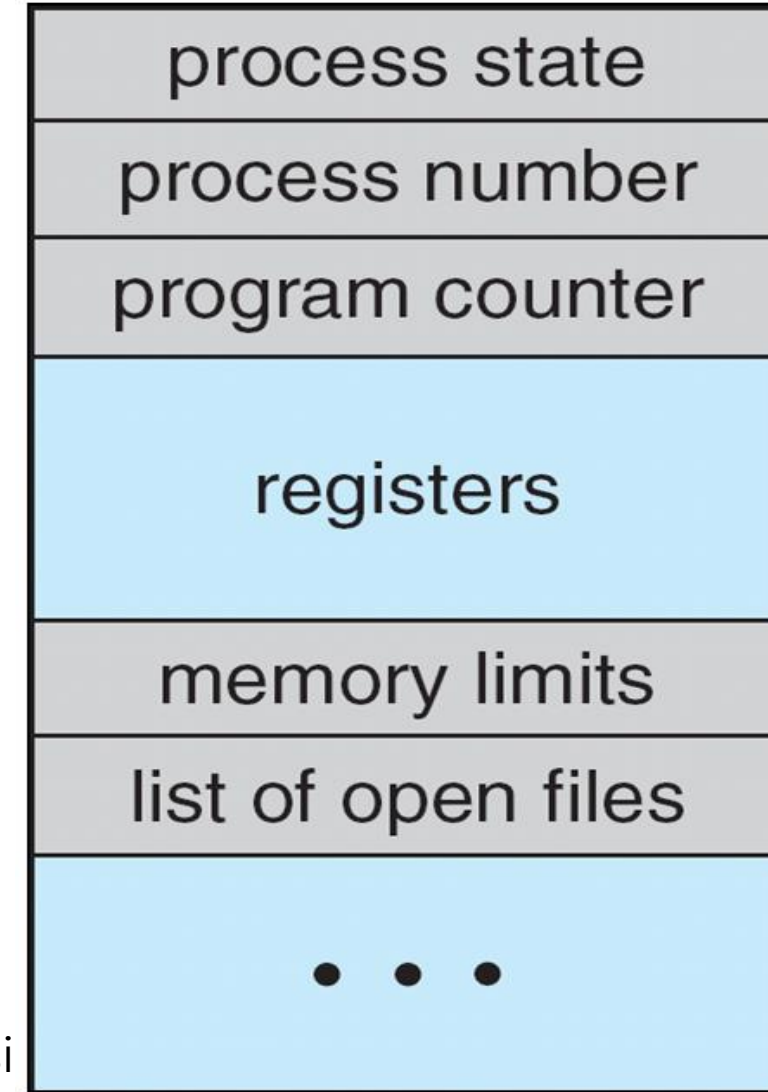 process state
process number
program counter
registers
memory limits
list of open files
• • •
i